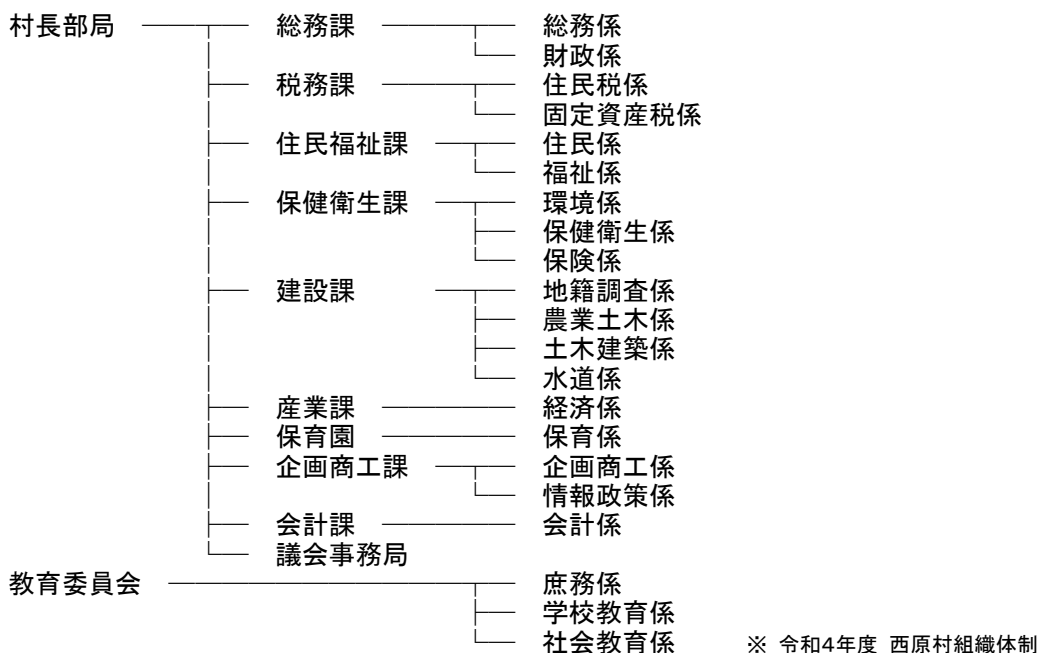 村長部局 総務課 総務係
財政係
税務課 住民税係
固定資産税係
住民福祉課 住民係
福祉係
保健衛生課 環境係
保健衛生係
保険係
建設課 地籍調査係
農業土木係
土木建築係
水道係
産業課 経済係
保育園 保育係
企画商工課 企画商工係
情報政策係
会計課 会計係
議会事務局
教育委員会 庶務係
学校教育係
社会教育係 ※ 令和4年度 西原村組織体制